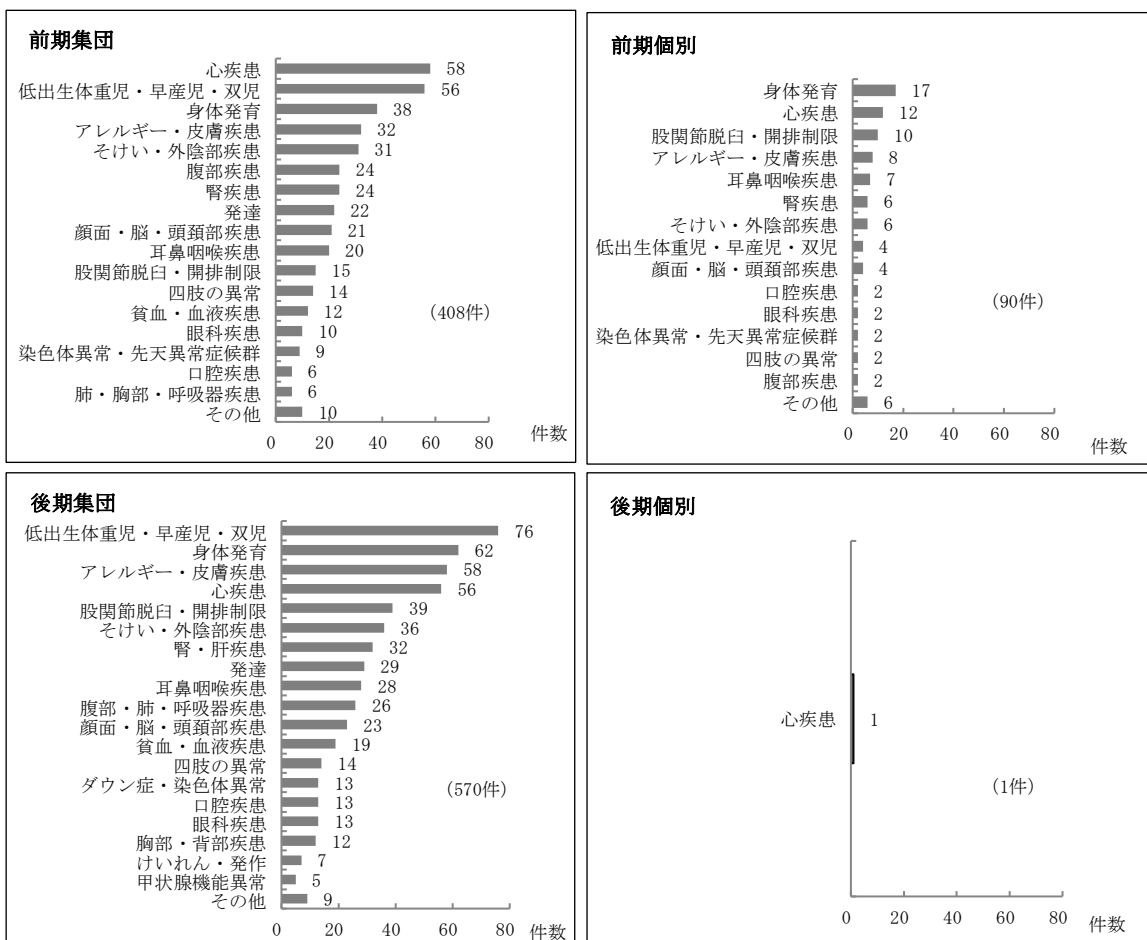 前期集団
心疾患 58
低出生体重児・早産児・双児 56
身体発育 38
アレルギー・皮膚疾患 32
そけい・外陰部疾患 31
腹部疾患 24
腎疾患 24
発達 22
顔面・脳・頭頚部疾患 21
耳鼻咽喉疾患 20
股関節脱臼・開排制限 15
四肢の異常 14
貧血・血液疾患 12
(408件)
眼科疾患 10
染色体異常・先天異常症候群 9
口腔疾患 6
肺・胸部・呼吸器疾患 6
その他 10
0 20 40 60 80
件数
前期個別
身体発育 17
心疾患 12
股関節脱臼・開排制限 10
アレルギー・皮膚疾患 8
耳鼻咽喉疾患 7
腎疾患 6
そけい・外陰部疾患 6
低出生体重児・早産児・双児 4
顔面・脳・頭頚部疾患 4
口腔疾患 2
(90件)
眼科疾患 2
染色体異常・先天異常症候群 2
四肢の異常 2
腹部疾患 2
その他 6
0 20 40 60 80
件数
後期集団
低出生体重児・早産児・双児 76
身体発育 62
アレルギー・皮膚疾患 58
心疾患 56
股関節脱臼・開排制限 39
そけい・外陰部疾患 36
腎・肝疾患 32
発達 29
耳鼻咽喉疾患 28
腹部・肺・呼吸器疾患 26
顔面・脳・頭頚部疾患 23
貧血・血液疾患 19
四肢の異常 14
ダウン症・染色体異常 13
(570件)
口腔疾患 13
眼科疾患 13
胸部・背部疾患 12
けいれん・発作 7
甲状腺機能異常 5
その他 9
0 20 40 60 80
件数
後期個別
心疾患 1
(1件)
0 20 40 60 80
件数